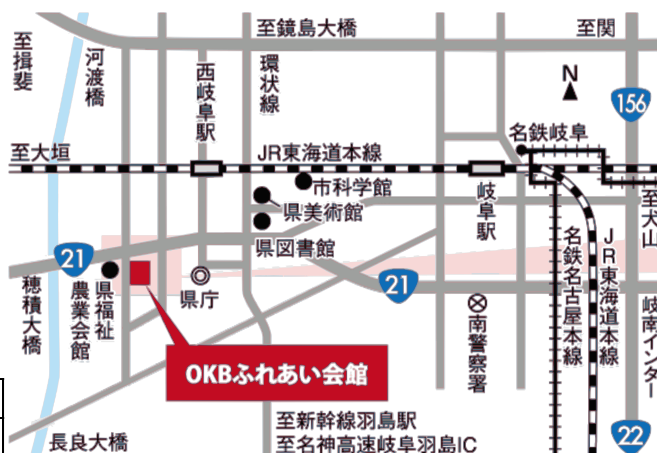 至鏡島大橋
至関
至揖斐
河渡橋
西岐阜駅
環状線
N
156
名鉄岐阜
至大垣
JR東海道本線
市科学館
県美術館
岐阜駅
至犬山
県図書館
21
穂積大橋
県福祉
農業会館
県庁
21
南警察署
名鉄名古屋本線
JR東海道本線
岐南インター
OKBふれあい会館
至新幹線羽島駅
至名神高速岐阜羽島IC
長良大橋
22